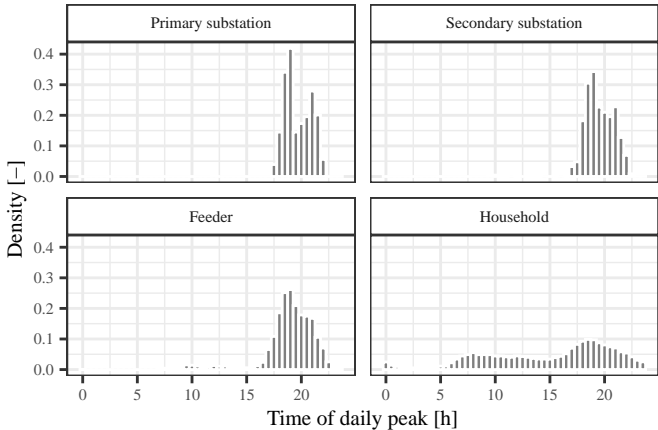 Primary substation Secondary substation
0.4
0.3
0.2
0.1
0.0
Feeder Household
0.4
0.3
0.2
0.1
0.0
Density [−]
0 5 10 15 20 0 5 10 15 20
Time of daily peak [h]